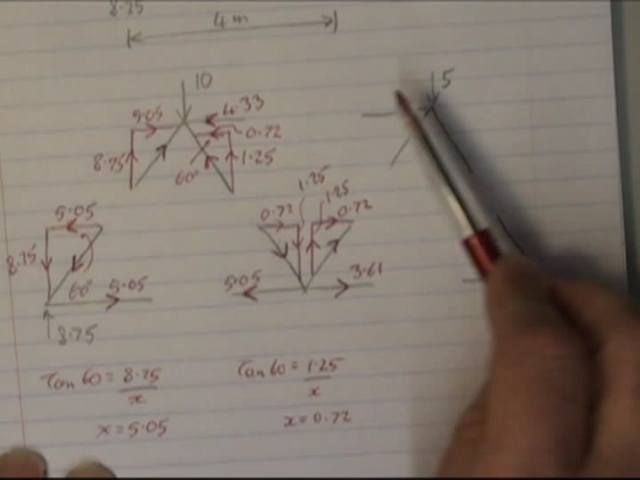 8.75
4 m
10
5
5.05
4.33
0.72
8.75
1.25
60°
1.25
1.25
5.05
0.72
0.72
8.75
60°
5.05
5.05
3.61
8.75
Tan 60 = 8.75
x
Tan 60 = 1.25
x
x = 5.05
x = 0.72